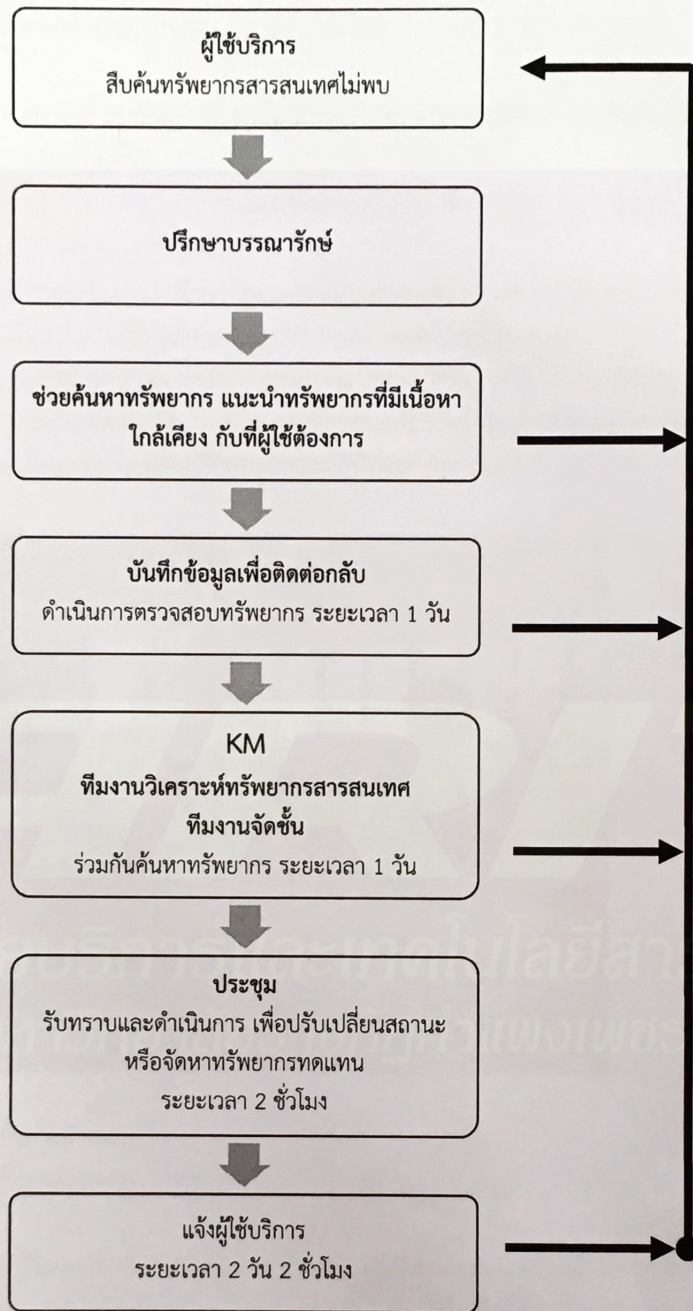 ผู้ใช้บริการ
สืบค้นทรัพยากรสารสนเทศไม่พบ
ปรึกษาบรรณารักษ์
ช่วยค้นหาทรัพยากร แนะนำทรัพยากรที่มีเนื้อหา
ใกล้เคียง กับที่ผู้ใช้ต้องการ
บันทึกข้อมูลเพื่อติดต่อกลับ
ดำเนินการตรวจสอบทรัพยากร ระยะเวลา 1 วัน
KM
ทีมงานวิเคราะห์ทรัพยากรสารสนเทศ
ทีมงานจัดชั้น
ร่วมกันค้นหาทรัพยากร ระยะเวลา 1 วัน
ประชุม
รับทราบและดำเนินการ เพื่อปรับเปลี่ยนสถานะ
หรือจัดหาทรัพยากรทดแทน
ระยะเวลา 2 ชั่วโมง
แจ้งผู้ใช้บริการ
ระยะเวลา 2 วัน 2 ชั่วโมง